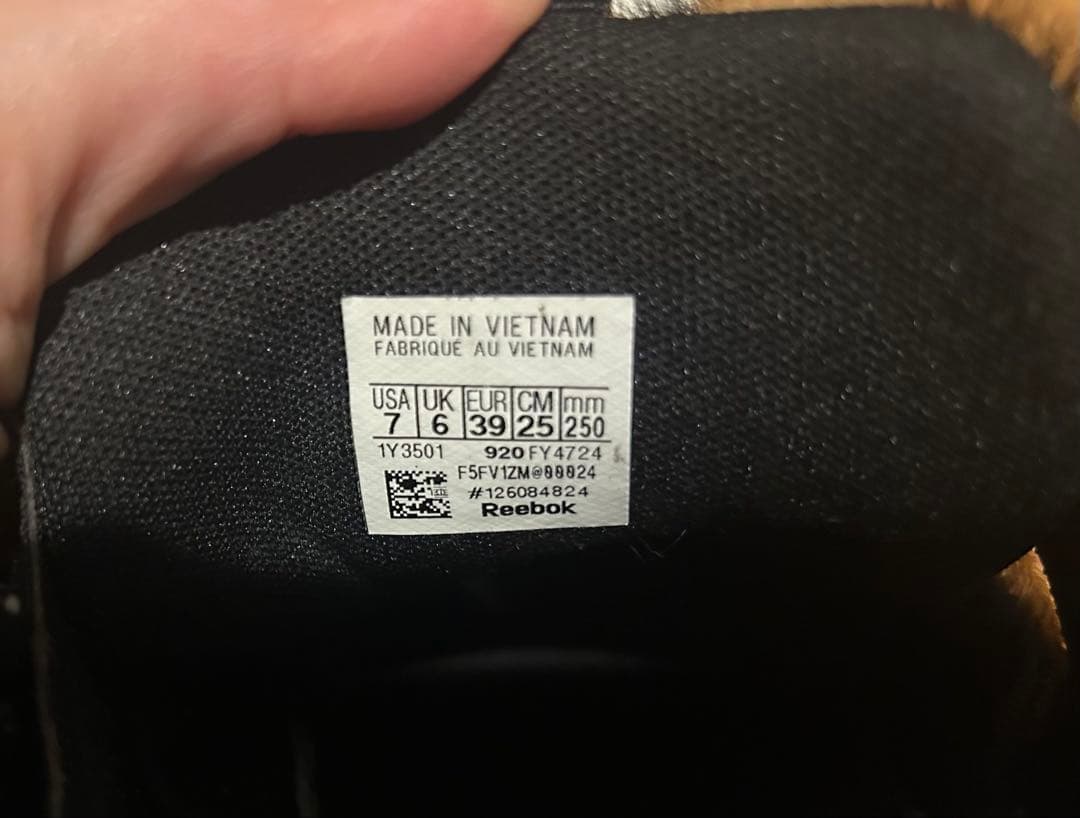 MADE IN VIETNAM
FABRIQUÉ AU VIETNAM
USA UK EUR CM mm
7 6 39 25 250
1Y3501 920 FY4724
F5FV1ZM@00024
#126084824
Reebok